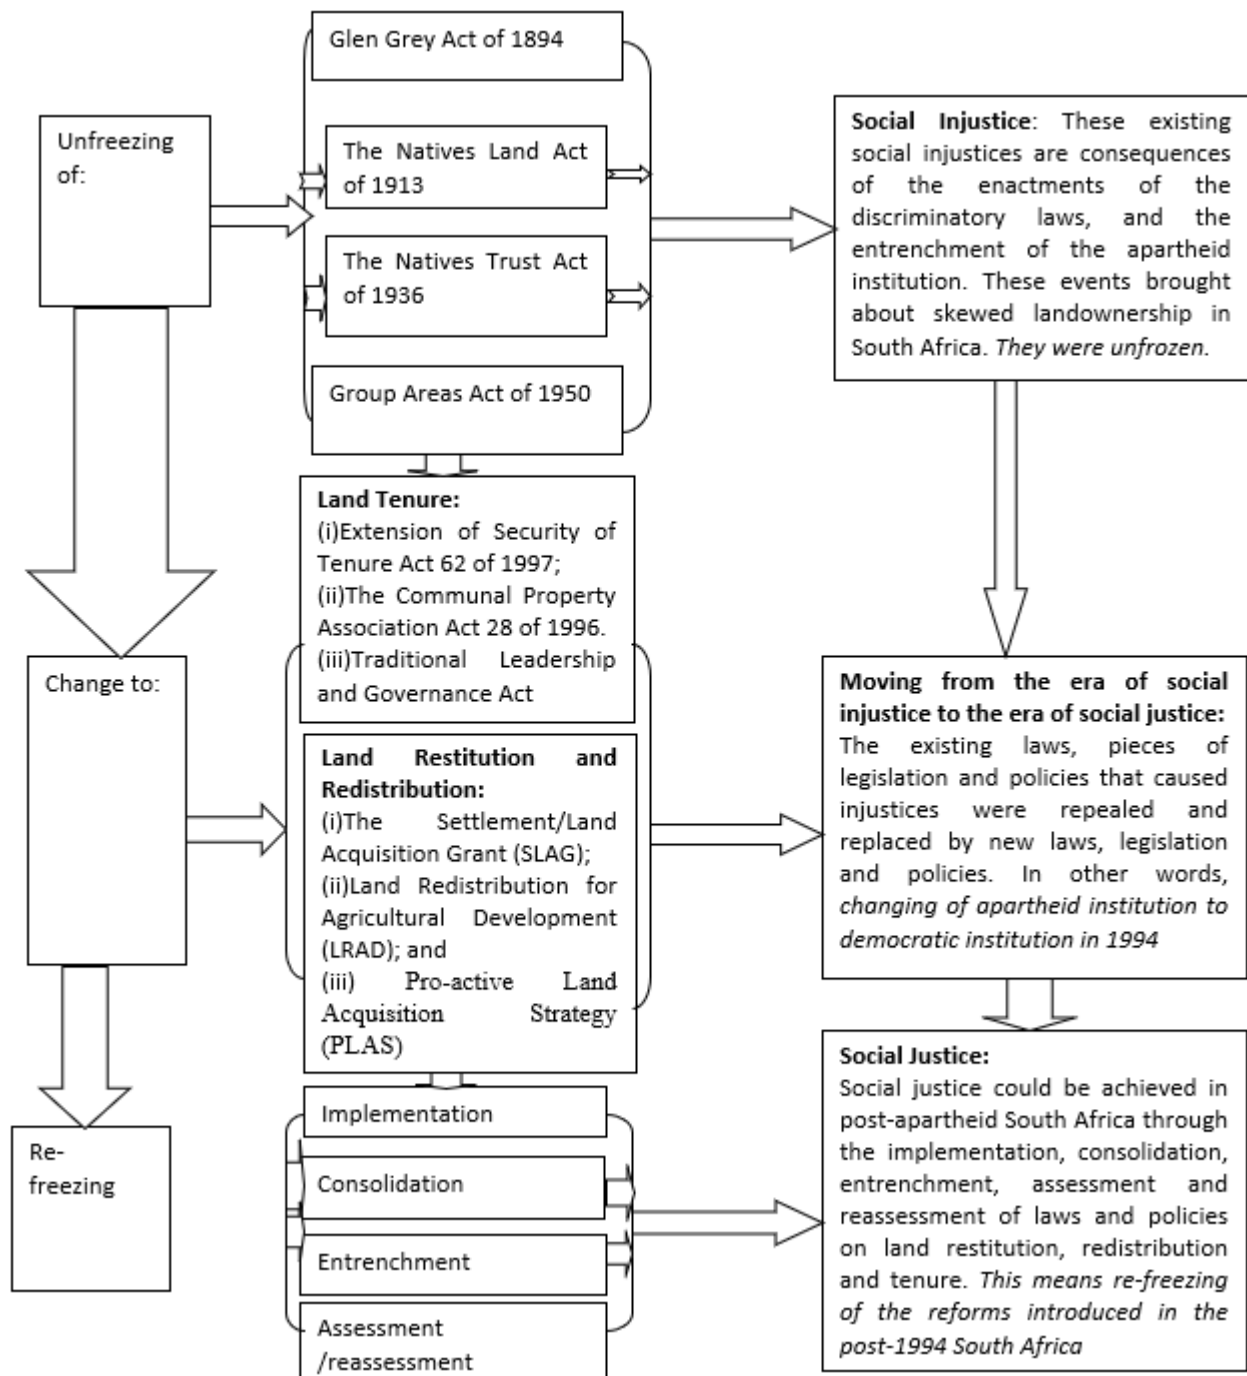 Glen Grey Act of 1894
Unfreezing
of:
The Natives Land Act
of 1913
The Natives Trust Act
of 1936
Group Areas Act of 1950
Social Injustice: These existing
social injustices are consequences
of the enactments of the
discriminatory laws, and the
entrenchment of the apartheid
institution. These events brought
about skewed landownership in
South Africa. They were unfrozen.
Change to:
Land Tenure:
(i)Extension of Security of
Tenure Act 62 of 1997;
(ii)The Communal Property
Association Act 28 of 1996.
(iii)Traditional Leadership
and Governance Act
Land Restitution and
Redistribution:
(i)The Settlement/Land
Acquisition Grant (SLAG);
(ii)Land Redistribution for
Agricultural Development
(LRAD); and
(iii) Pro-active Land
Acquisition Strategy
(PLAS)
Moving from the era of social
injustice to the era of social justice:
The existing laws, pieces of
legislation and policies that caused
injustices were repealed and
replaced by new laws, legislation
and policies. In other words,
changing of apartheid institution to
democratic institution in 1994
Re-
freezing
Implementation
Consolidation
Entrenchment
Assessment
/reassessment
Social Justice:
Social justice could be achieved in
post-apartheid South Africa through
the implementation, consolidation,
entrenchment, assessment and
reassessment of laws and policies
on land restitution, redistribution
and tenure. This means re-freezing
of the reforms introduced in the
post-1994 South Africa